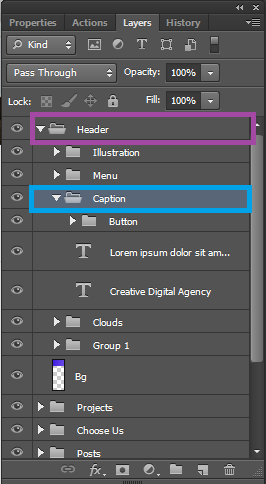 Properties Actions Layers History
Kind
Pass Through Opacity: 100%
Lock: Fill: 100%
Header
Illustration
Menu
Caption
Button
T Lorem ipsum dolor sit am...
T Creative Digital Agency
Clouds
Group 1
Bg
Projects
Choose Us
Posts
fx